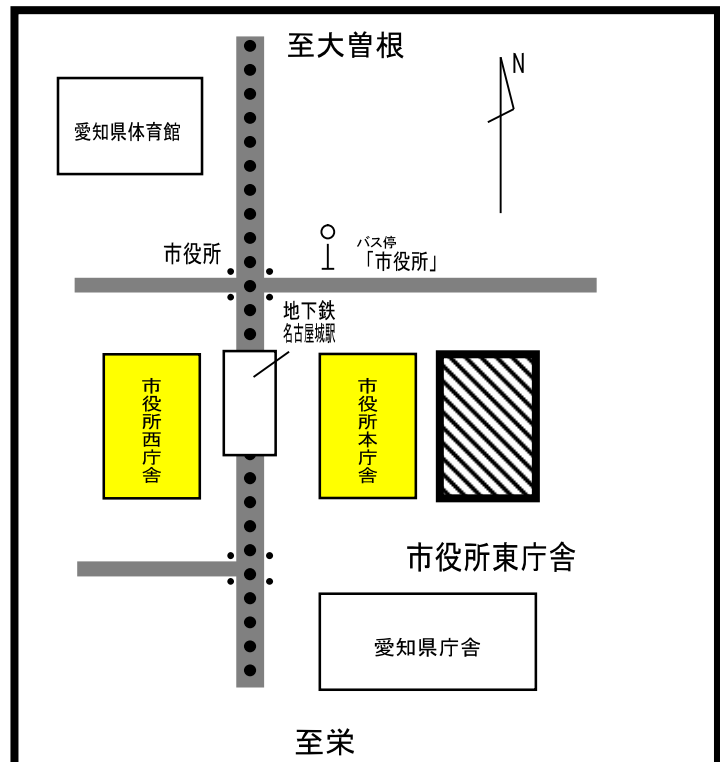 至大曽根
N
愛知県体育館
市役所
バス停
「市役所」
地下鉄
名古屋城駅
市役所西庁舎
市役所本庁舎
市役所東庁舎
愛知県庁舎
至栄